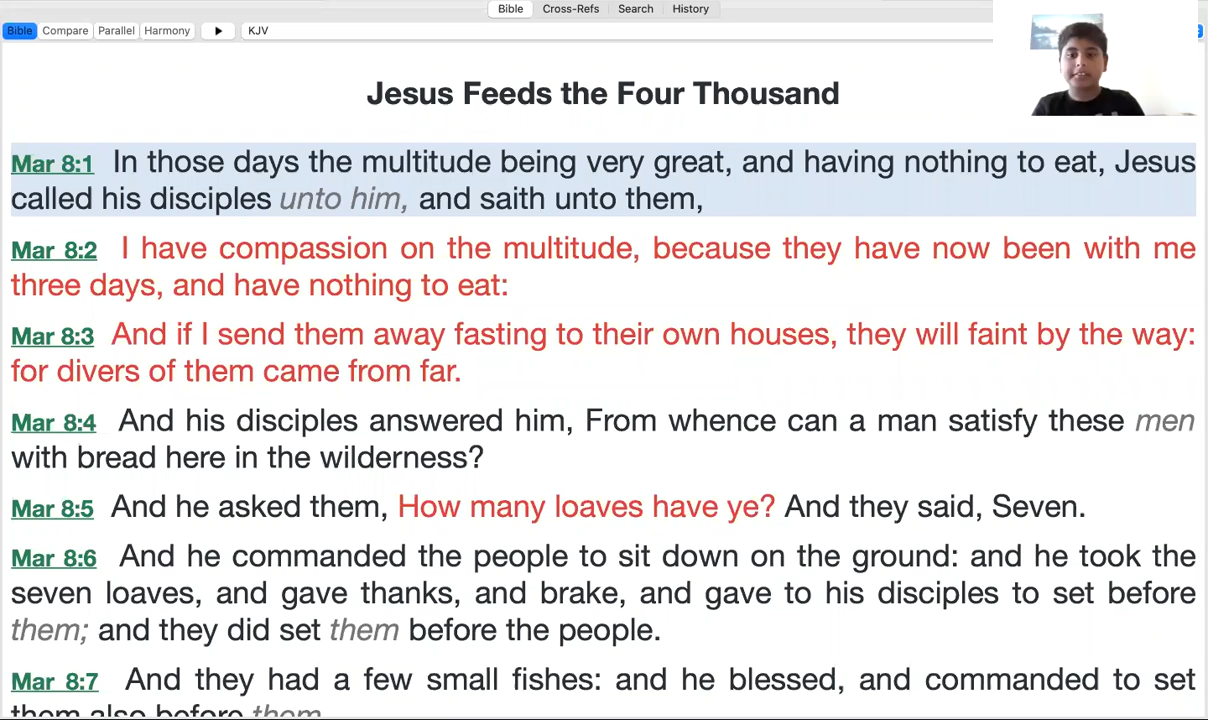 Bible Cross-Refs Search History
Bible Compare Parallel Harmony KJV
Jesus Feeds the Four Thousand
Mar 8:1 In those days the multitude being very great, and having nothing to eat, Jesus
called his disciples unto him, and saith unto them,
Mar 8:2 I have compassion on the multitude, because they have now been with me
three days, and have nothing to eat:
Mar 8:3 And if I send them away fasting to their own houses, they will faint by the way:
for divers of them came from far.
Mar 8:4 And his disciples answered him, From whence can a man satisfy these men
with bread here in the wilderness?
Mar 8:5 And he asked them, How many loaves have ye? And they said, Seven.
Mar 8:6 And he commanded the people to sit down on the ground: and he took the
seven loaves, and gave thanks, and brake, and gave to his disciples to set before
them; and they did set them before the people.
Mar 8:7 And they had a few small fishes: and he blessed, and commanded to set
them also before them.